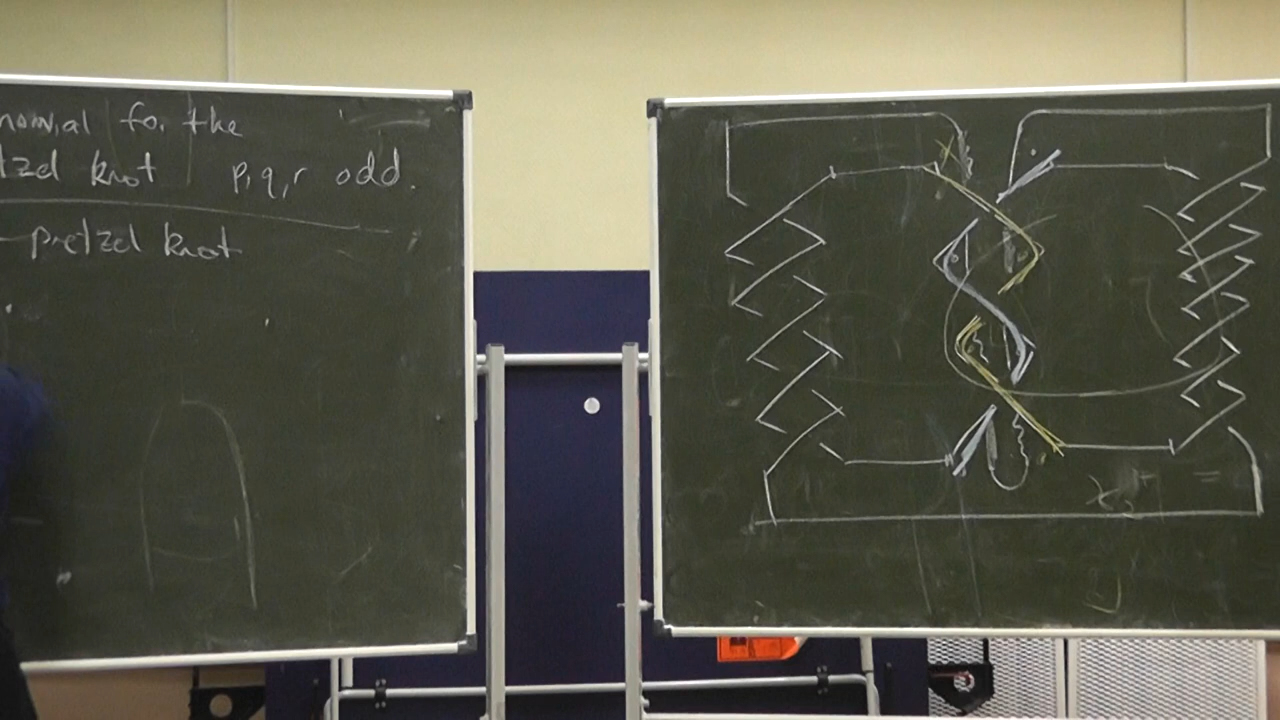 nomial for the
tzel knot p,q,r odd.
-pretzel knot